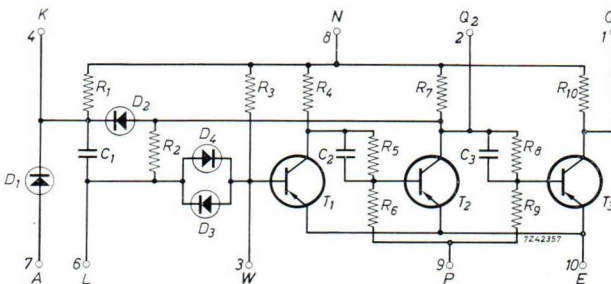 K N Q2 Q
4 8 2 1
R1 R3 R4 R7 R10
D2
R2 D4
C1 C2 R5 C3 R8
D1 D3 T1 R6 T2 R9 T3
7Z42357
7 6 3 9 10
A L W P E